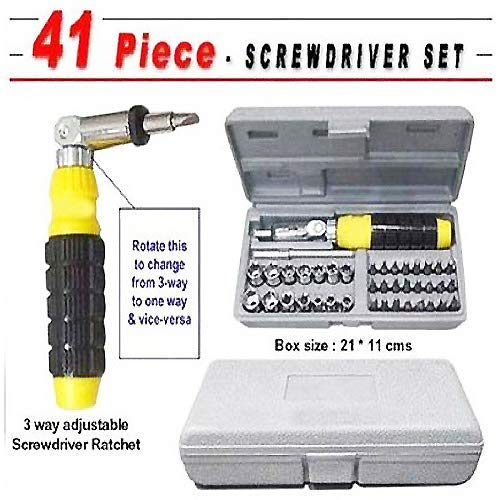 41 Piece - SCREWDRIVER SET
Rotate this
to change
from 3-way
to one way
& vice-versa
Box size : 21 * 11 cms
3 way adjustable
Screwdriver Ratchet